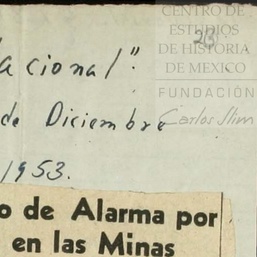 CENTRO DE
ESTUDIOS
DE HISTORIA
DE MEXICO
FUNDACIÓN
Carlos Slim
acional".
de Diciembre
1953.
o de Alarma por
en las Minas